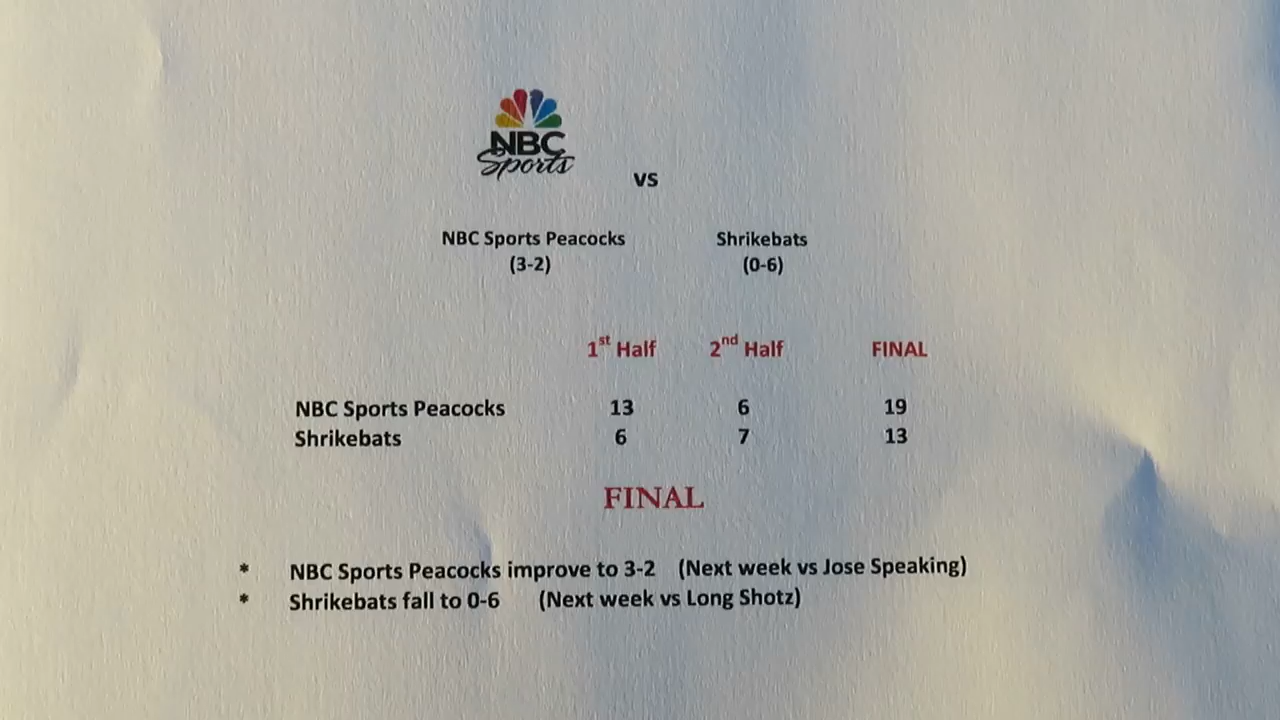 NBC
Sports
vs
NBC Sports Peacocks Shrikebats
(3-2) (0-6)
1st Half 2nd Half FINAL
NBC Sports Peacocks 13 6 19
Shrikebats 6 7 13
FINAL
* NBC Sports Peacocks improve to 3-2 (Next week vs Jose Speaking)
* Shrikebats fall to 0-6 (Next week vs Long Shotz)